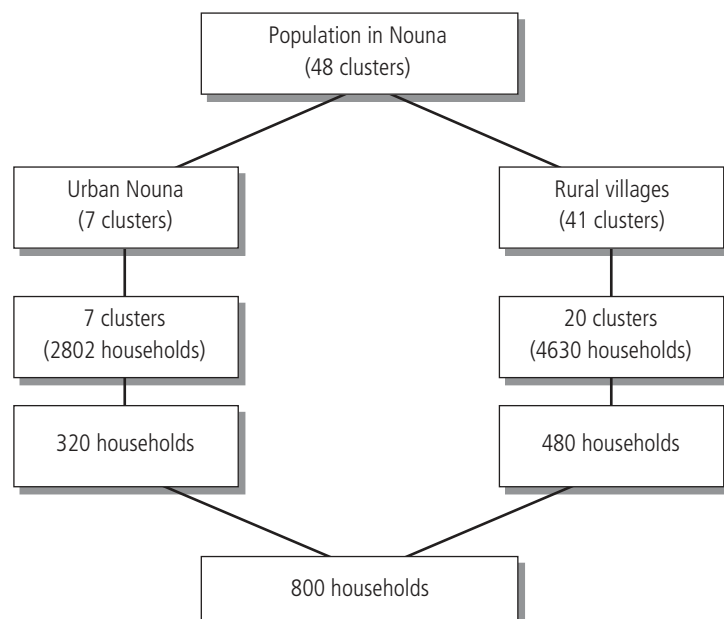 Population in Nouna
(48 clusters)
Urban Nouna
(7 clusters)
Rural villages
(41 clusters)
7 clusters
(2802 households)
20 clusters
(4630 households)
320 households
480 households
800 households